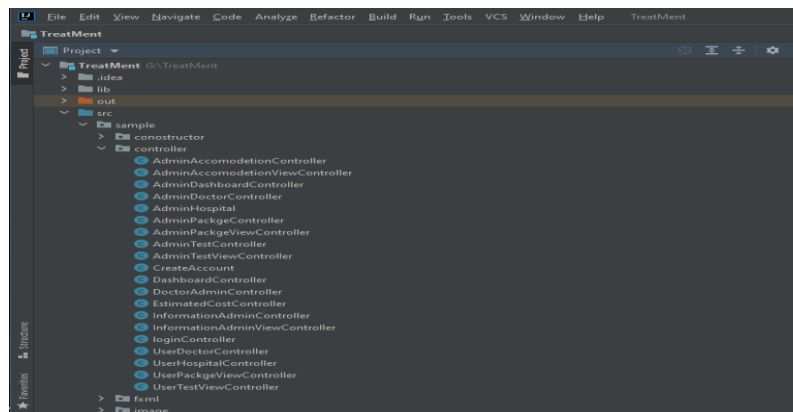 IJ File Edit View Navigate Code Analyze Refactor Build Run Tools VCS Window Help TreatMent
TreatMent
Project
Project
TreatMent G:\TreatMent
.idea
lib
out
src
sample
conostructor
controller
AdminAccomodetionController
AdminAccomodetionViewController
AdminDashboardController
AdminDoctorController
AdminHospital
AdminPackgeController
AdminPackgeViewController
AdminTestController
AdminTestViewController
CreateAccount
DashboardController
DoctorAdminController
EstimatedCostController
InformationAdminController
InformationAdminViewController
loginController
UserDoctorController
UserHospitalController
UserPackgeViewController
UserTestViewController
fxml
image
Structure
Favorites